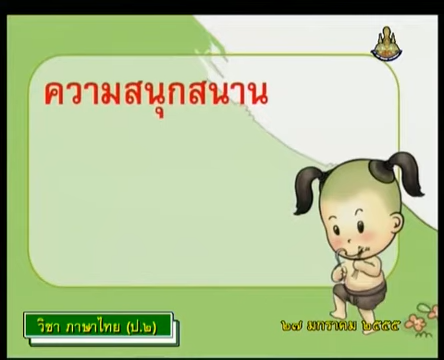 ความสนุกสนาน
วิชา ภาษาไทย (ป.๒)
๒๗ มกราคม ๒๕๕๕